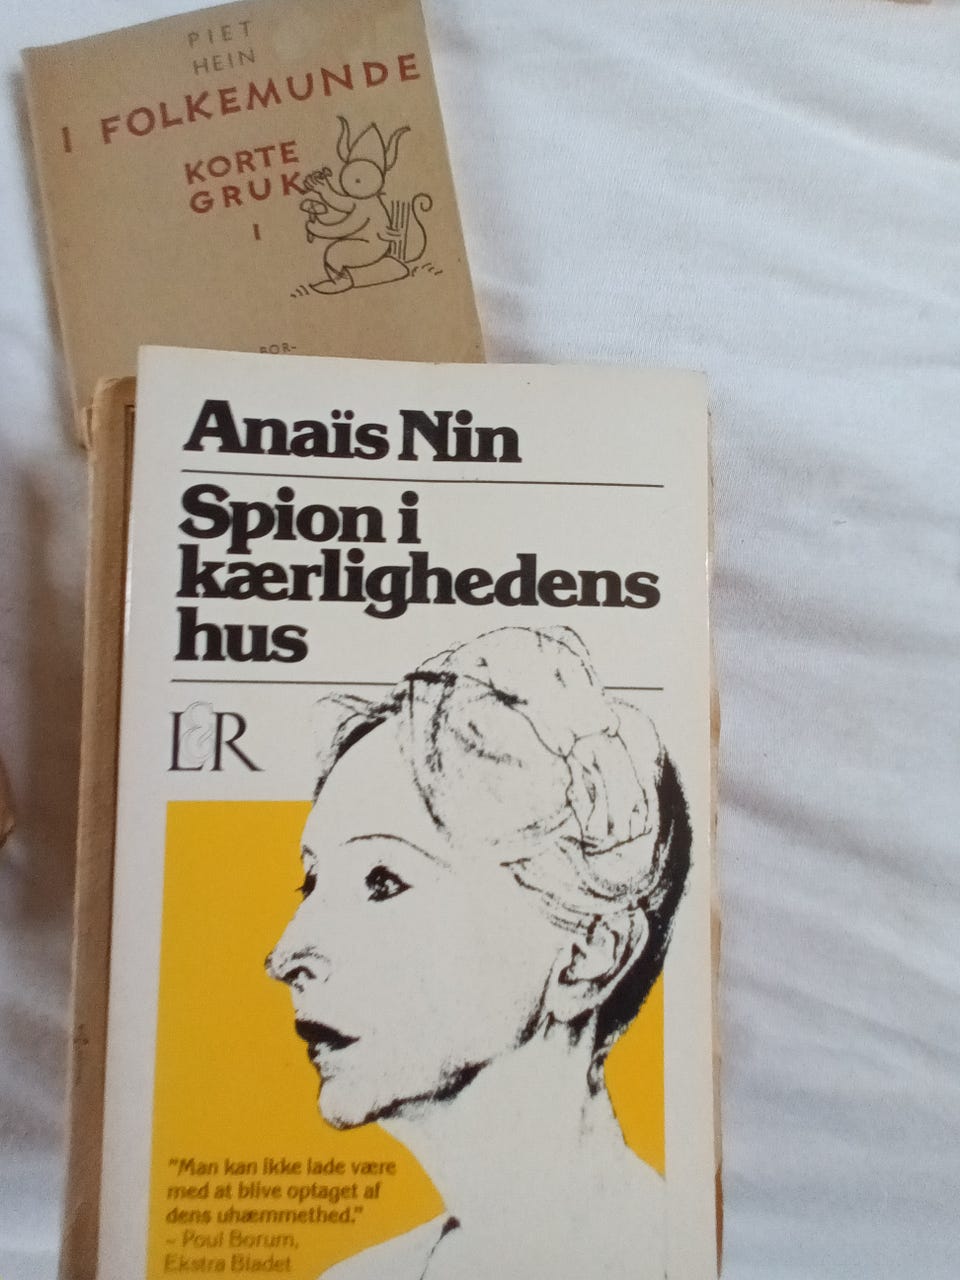 PIET
HEIN
I FOLKEMUNDE
KORTE
GRUK
I
BOR-
Anaïs Nin
Spion i
kærlighedens
hus
L&R
"Man kan ikke lade være
med at blive optaget af
dens uhæmmethed."
– Poul Borum,
Ekstra Bladet